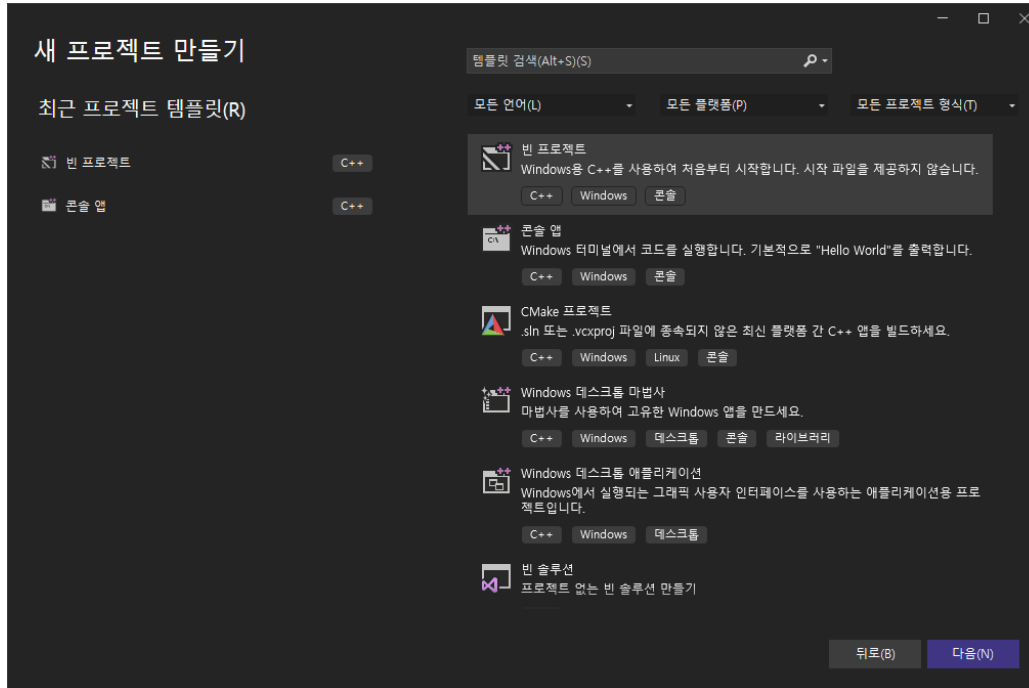 새 프로젝트 만들기
최근 프로젝트 템플릿(R)
빈 프로젝트 C++
콘솔 앱 C++
템플릿 검색(Alt+S)(S)
모든 언어(L) 모든 플랫폼(P) 모든 프로젝트 형식(T)
빈 프로젝트
Windows용 C++를 사용하여 처음부터 시작합니다. 시작 파일을 제공하지 않습니다.
C++ Windows 콘솔
콘솔 앱
Windows 터미널에서 코드를 실행합니다. 기본적으로 "Hello World"를 출력합니다.
C++ Windows 콘솔
CMake 프로젝트
.sln 또는 .vcxproj 파일에 종속되지 않은 최신 플랫폼 간 C++ 앱을 빌드하세요.
C++ Windows Linux 콘솔
Windows 데스크톱 마법사
마법사를 사용하여 고유한 Windows 앱을 만드세요.
C++ Windows 데스크톱 콘솔 라이브러리
Windows 데스크톱 애플리케이션
Windows에서 실행되는 그래픽 사용자 인터페이스를 사용하는 애플리케이션용 프로
젝트입니다.
C++ Windows 데스크톱
빈 솔루션
프로젝트 없는 빈 솔루션 만들기
뒤로(B) 다음(N)